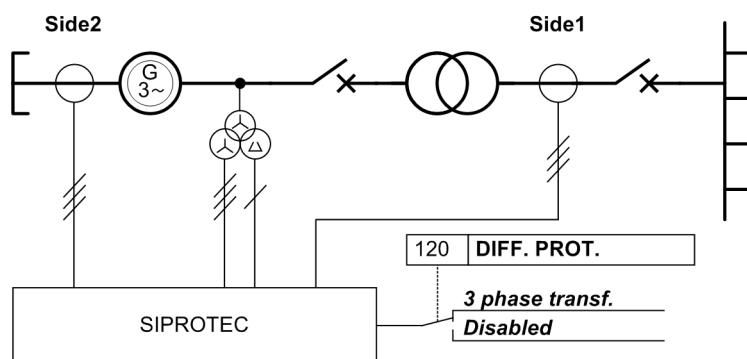 Side2
Side1
G
3~
120 DIFF. PROT.
3 phase transf.
Disabled
SIPROTEC